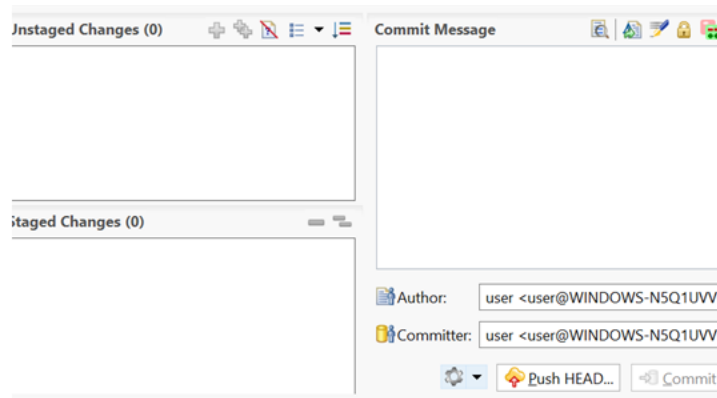 Unstaged Changes (0)
Commit Message
Staged Changes (0)
Author: user <user@WINDOWS-N5Q1UVV
Committer: user <user@WINDOWS-N5Q1UVV
Push HEAD...
Commit